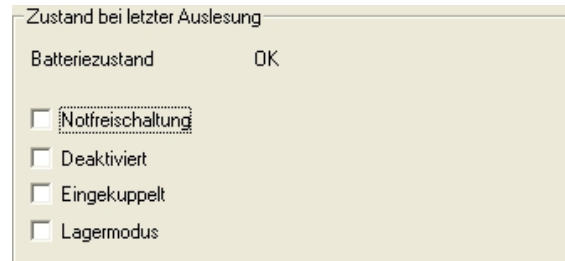 Zustand bei letzter Auslesung
Batteriezustand OK
Notfreischaltung
Deaktiviert
Eingekuppelt
Lagermodus